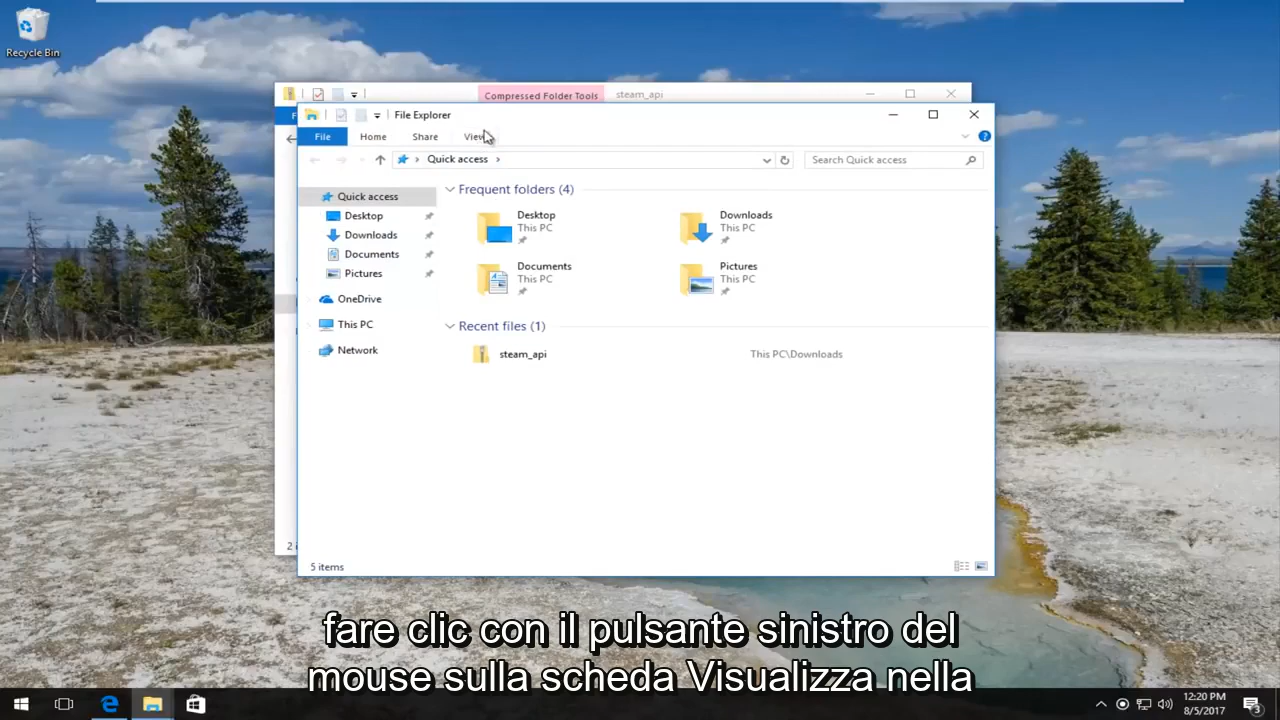 Recycle Bin
Compressed Folder Tools
steam_api
File Explorer
File
Home
Share
View
Quick access
Search Quick access
Quick access
Desktop
Downloads
Documents
Pictures
OneDrive
This PC
Network
Frequent folders (4)
Desktop
This PC
Downloads
This PC
Documents
This PC
Pictures
This PC
Recent files (1)
steam_api
This PC\Downloads
5 items
fare clic con il pulsante sinistro del
mouse sulla scheda Visualizza nella
12:20 PM
8/5/2017
3